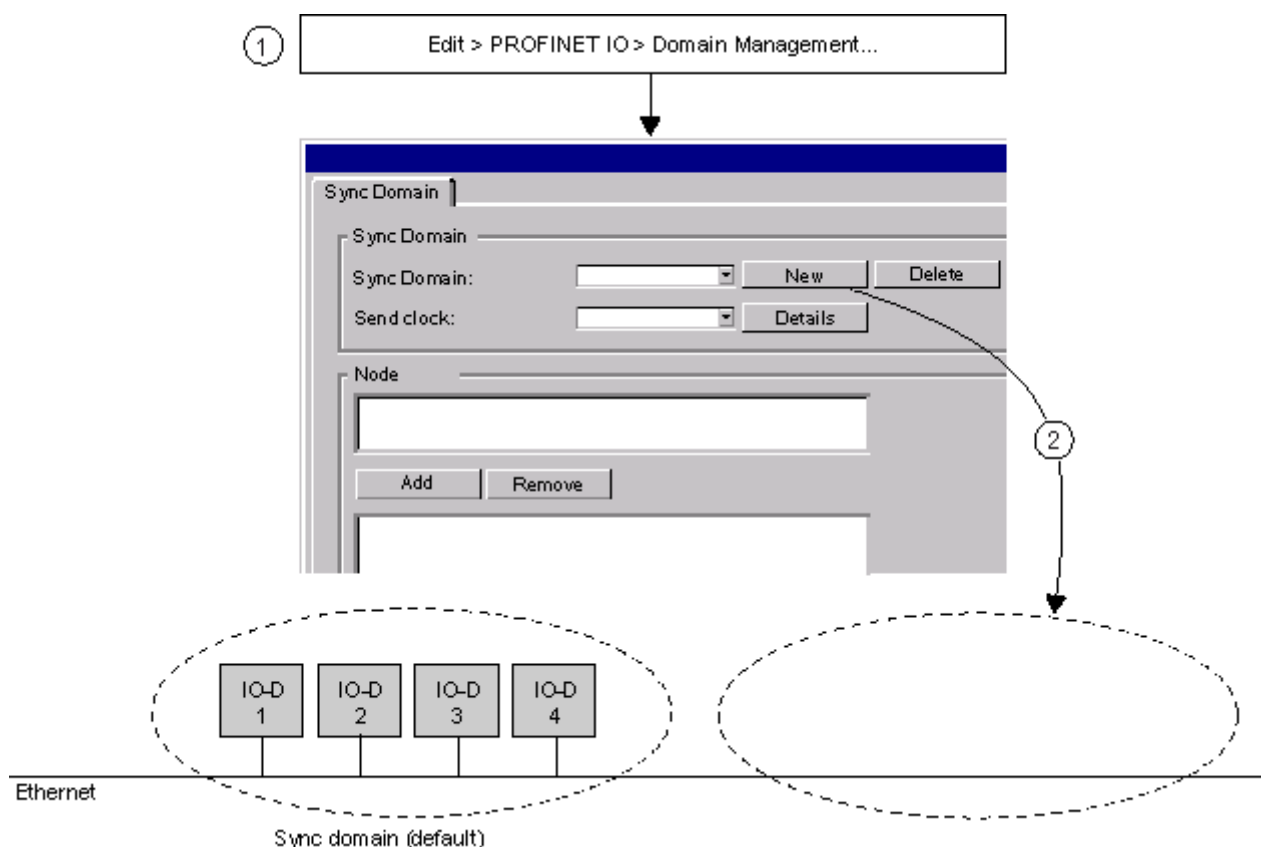 1
Edit > PROFINET IO > Domain Management...
Sync Domain
Sync Domain
Sync Domain: New Delete
Send clock: Details
Node
2
Add Remove
IO-D 1 IO-D 2 IO-D 3 IO-D 4
Ethernet
Sync domain (default)